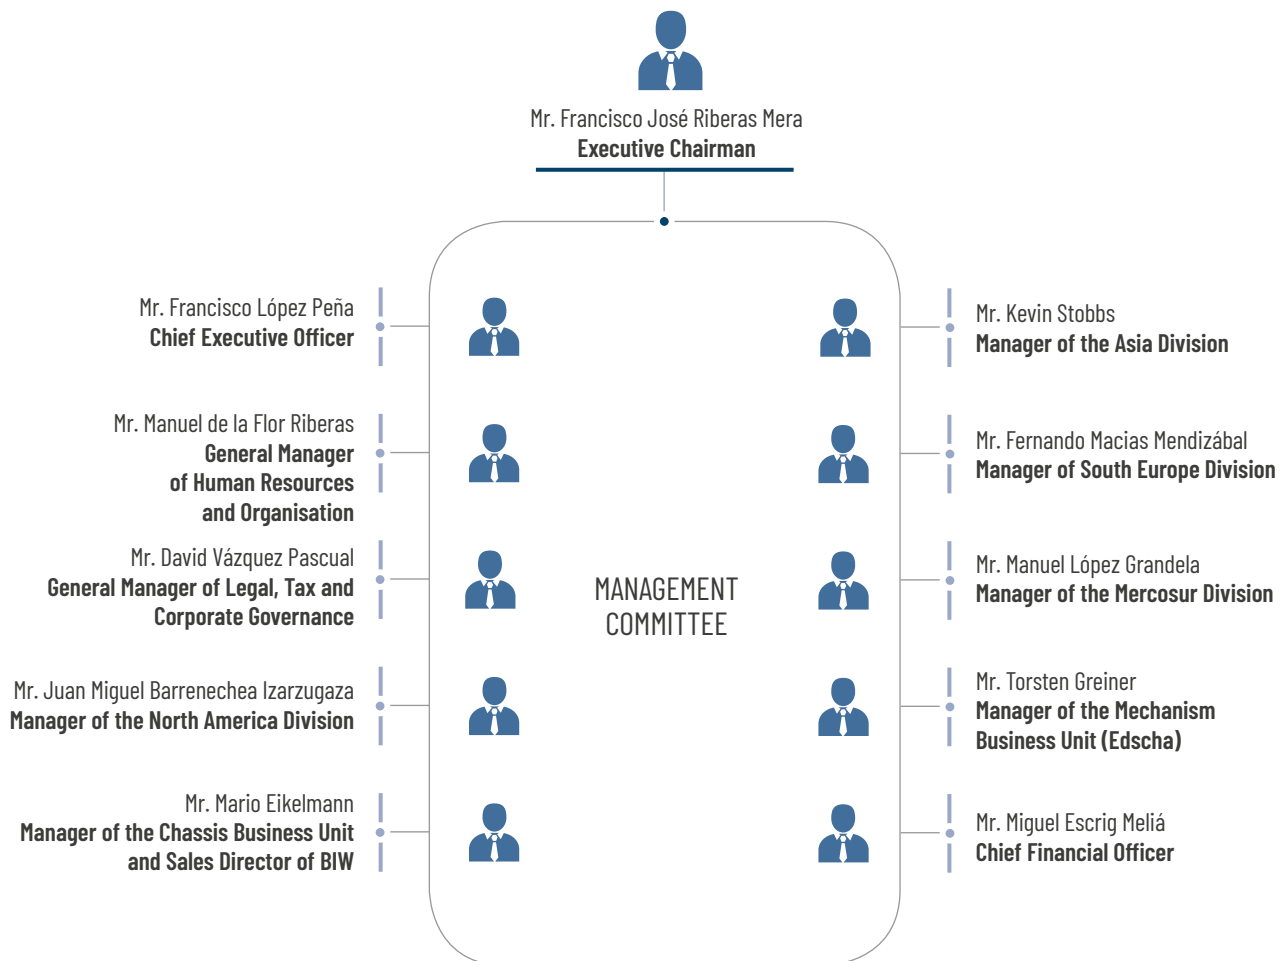 Mr. Francisco José Riberas Mera
Executive Chairman
Mr. Francisco López Peña
Chief Executive Officer
Mr. Manuel de la Flor Riberas
General Manager
of Human Resources
and Organisation
Mr. David Vázquez Pascual
General Manager of Legal, Tax and
Corporate Governance
Mr. Juan Miguel Barrenechea Izarzugaza
Manager of the North America Division
Mr. Mario Eikelmann
Manager of the Chassis Business Unit
and Sales Director of BIW
MANAGEMENT
COMMITTEE
Mr. Kevin Stobbs
Manager of the Asia Division
Mr. Fernando Macias Mendizábal
Manager of South Europe Division
Mr. Manuel López Grandela
Manager of the Mercosur Division
Mr. Torsten Greiner
Manager of the Mechanism
Business Unit (Edscha)
Mr. Miguel Escrig Meliá
Chief Financial Officer